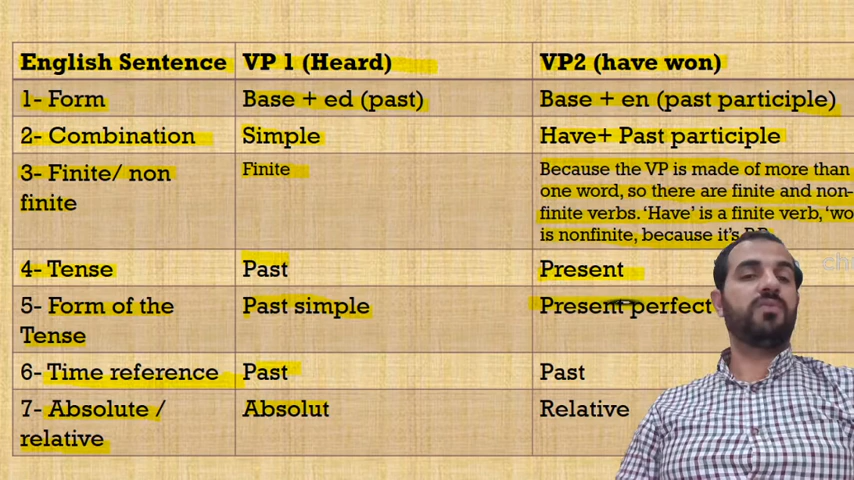 English Sentence VP 1 (Heard) VP2 (have won)
1- Form Base + ed (past) Base + en (past participle)
2- Combination Simple Have+ Past participle
3- Finite/ non
finite
Finite
Because the VP is made of more than
one word, so there are finite and non-
finite verbs. ‘Have’ is a finite verb,
is nonfinite, because it’s
4- Tense Past Present
5- Form of the
Tense
Past simple Present perfect
6- Time reference Past Past
7- Absolute /
relative
Absolut Relative